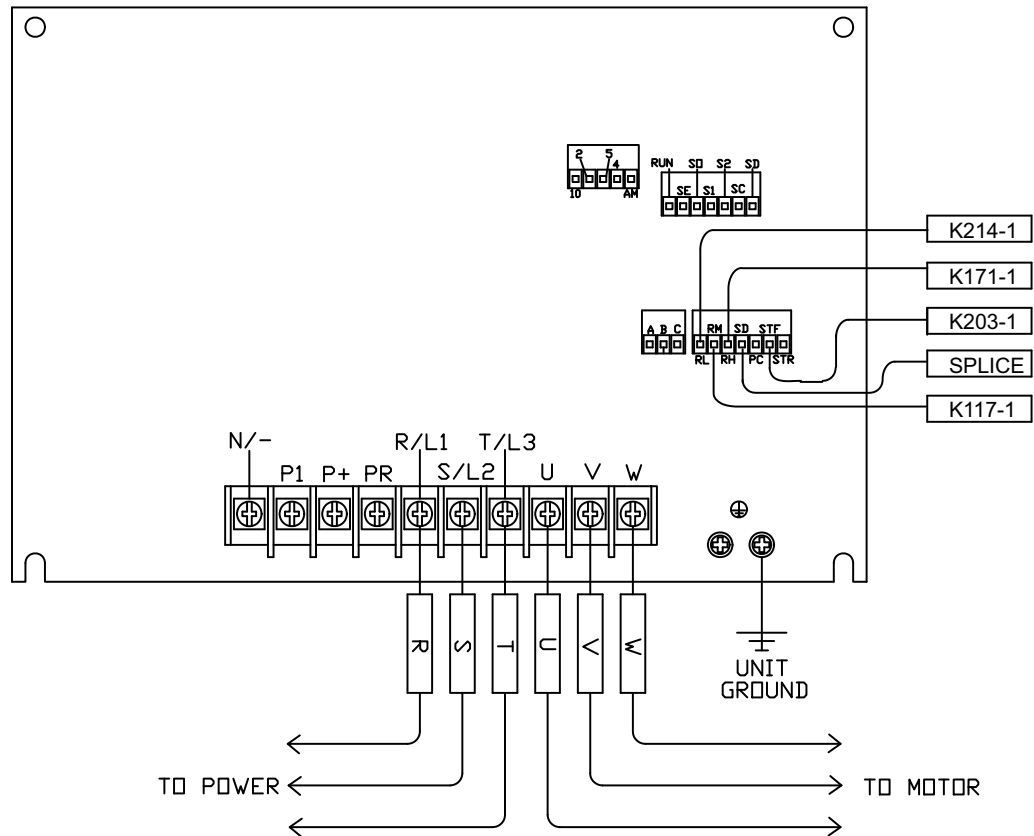 2 5
4
10 AM
RUN S0 S2 SD
SE S1 SC
K214-1
K171-1
K203-1
SPLICE
K117-1
A B C
RM SD STF
RL RH PC STR
N/- R/L1 T/L3
P1 P+ PR S/L2 U V W
R S T U V W
UNIT
GROUND
TO POWER
TO MOTOR